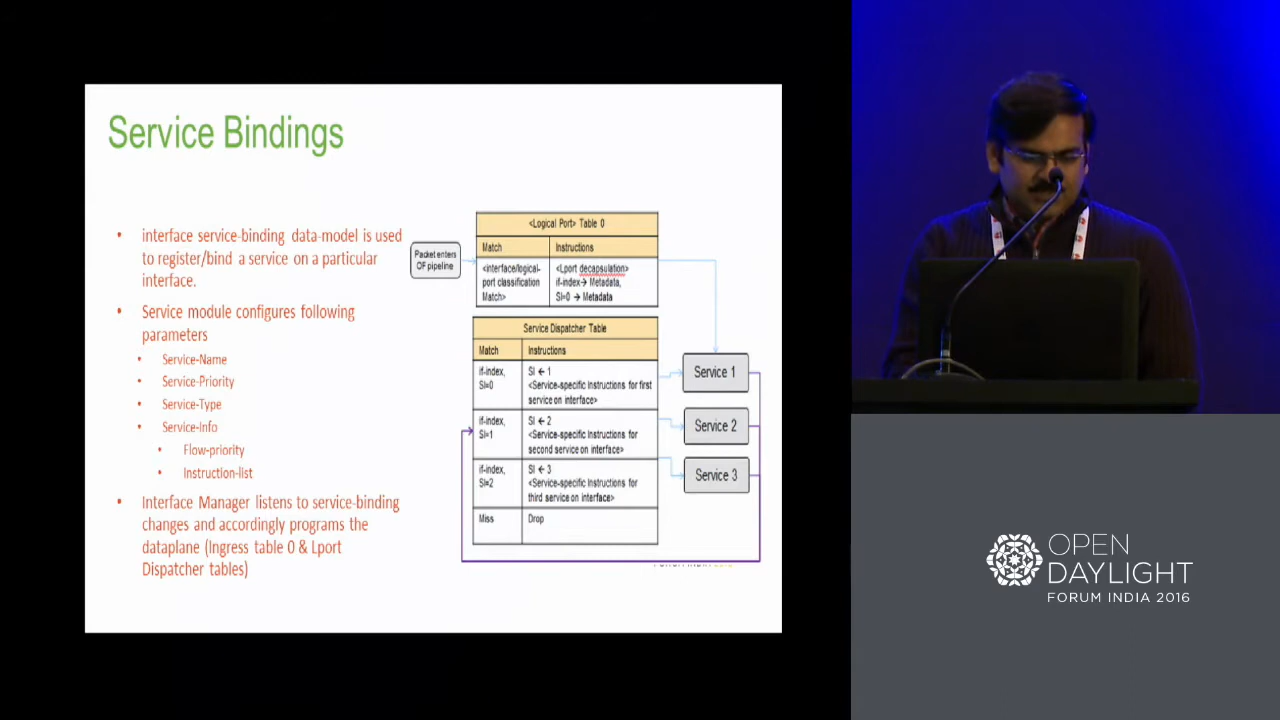 Service Bindings
interface service-binding data-model is used
to register/bind a service on a particular
interface.
Service module configures following
parameters
Service-Name
Service-Priority
Service-Type
Service-Info
Flow-priority
Instruction-list
Interface Manager listens to service-binding
changes and accordingly programs the
dataplane (Ingress table 0 & Lport
Dispatcher tables)
Packet enters
OF pipeline
<Logical Port> Table 0
Match Instructions
<interface/logical-
port classification
Match>
<Lport decapsulation>
if-index→ Metadata,
SI=0 → Metadata
Service Dispatcher Table
Match Instructions
if-index,
SI=0
SI ← 1
<Service-specific Instructions for first
service on interface>
if-index,
SI=1
SI ← 2
<Service-specific Instructions for
second service on interface>
if-index,
SI=2
SI ← 3
<Service-specific Instructions for
third service on interface>
Miss Drop
Service 1
Service 2
Service 3
OPEN
DAYLIGHT
FORUM INDIA 2016